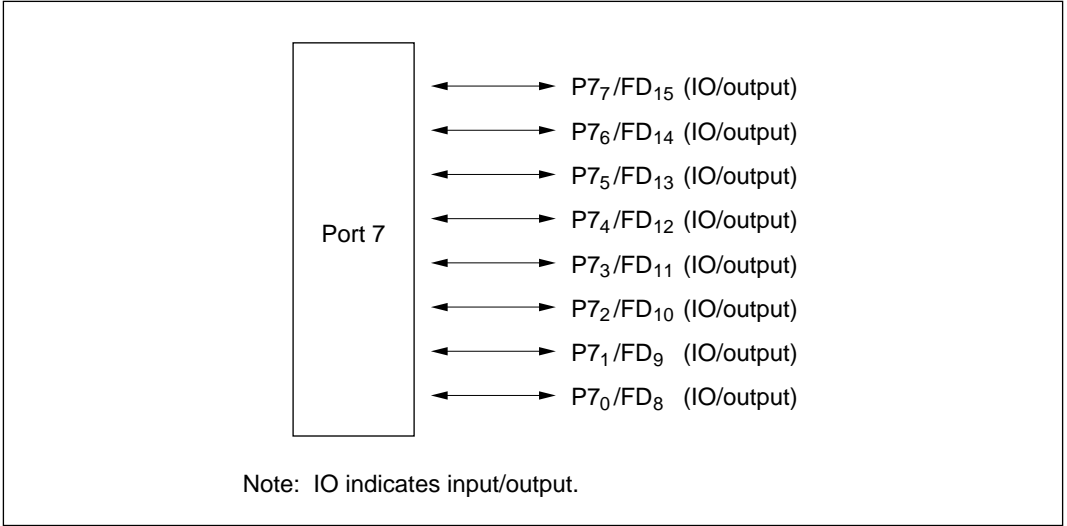 P7₇/FD₁₅ (IO/output)
P7₆/FD₁₄ (IO/output)
P7₅/FD₁₃ (IO/output)
P7₄/FD₁₂ (IO/output)
Port 7
P7₃/FD₁₁ (IO/output)
P7₂/FD₁₀ (IO/output)
P7₁/FD₉ (IO/output)
P7₀/FD₈ (IO/output)
Note: IO indicates input/output.